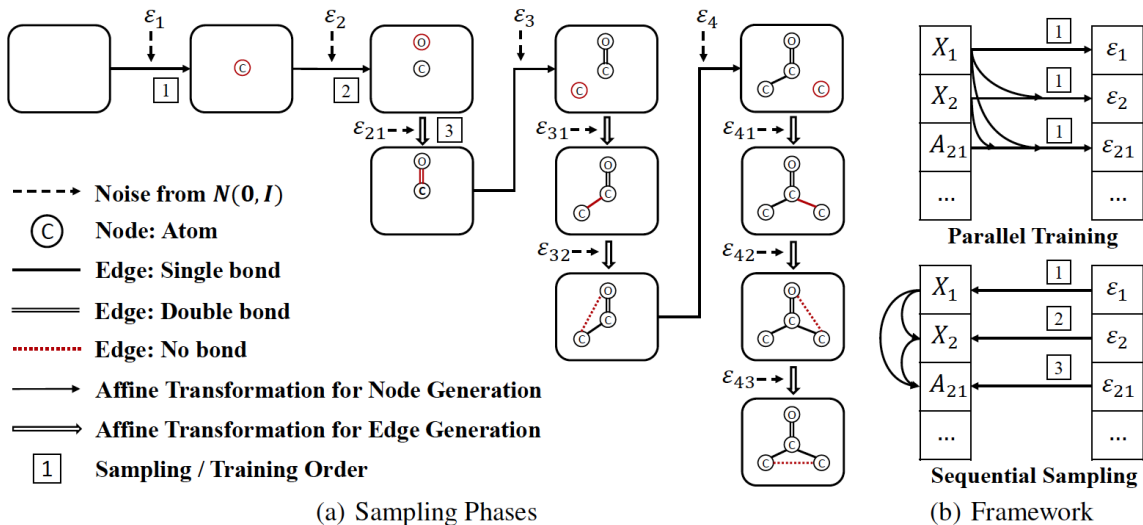 ε₁
ε₂
ε₃
ε₄
1
2
C
O
C
O
C
C
O
C
C
C
ε₂₁
3
ε₃₁
ε₄₁
O
C
O
C
C
O
C
C
C
ε₃₂
ε₄₂
O
C
C
O
C
C
C
ε₄₃
O
C
C
C
Noise from N(0, I)
C Node: Atom
Edge: Single bond
Edge: Double bond
Edge: No bond
Affine Transformation for Node Generation
Affine Transformation for Edge Generation
1 Sampling / Training Order
(a) Sampling Phases
X₁ 1 ε₁
X₂ 1 ε₂
A₂₁ 1 ε₂₁
... ...
Parallel Training
X₁ 1 ε₁
X₂ 2 ε₂
A₂₁ 3 ε₂₁
... ...
Sequential Sampling
(b) Framework